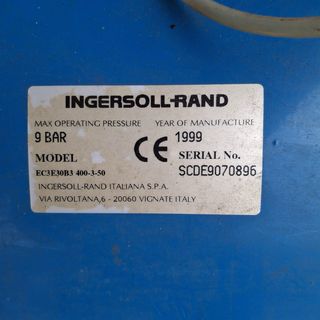 INGERSOLL-RAND
MAX OPERATING PRESSURE YEAR OF MANUFACTURE
9 BAR CE 1999
MODEL SERIAL No.
EC3E30B3 400-3-50 SCDE9070896
INGERSOLL-RAND ITALIANA S.P.A.
VIA RIVOLTANA,6 - 20060 VIGNATE ITALY